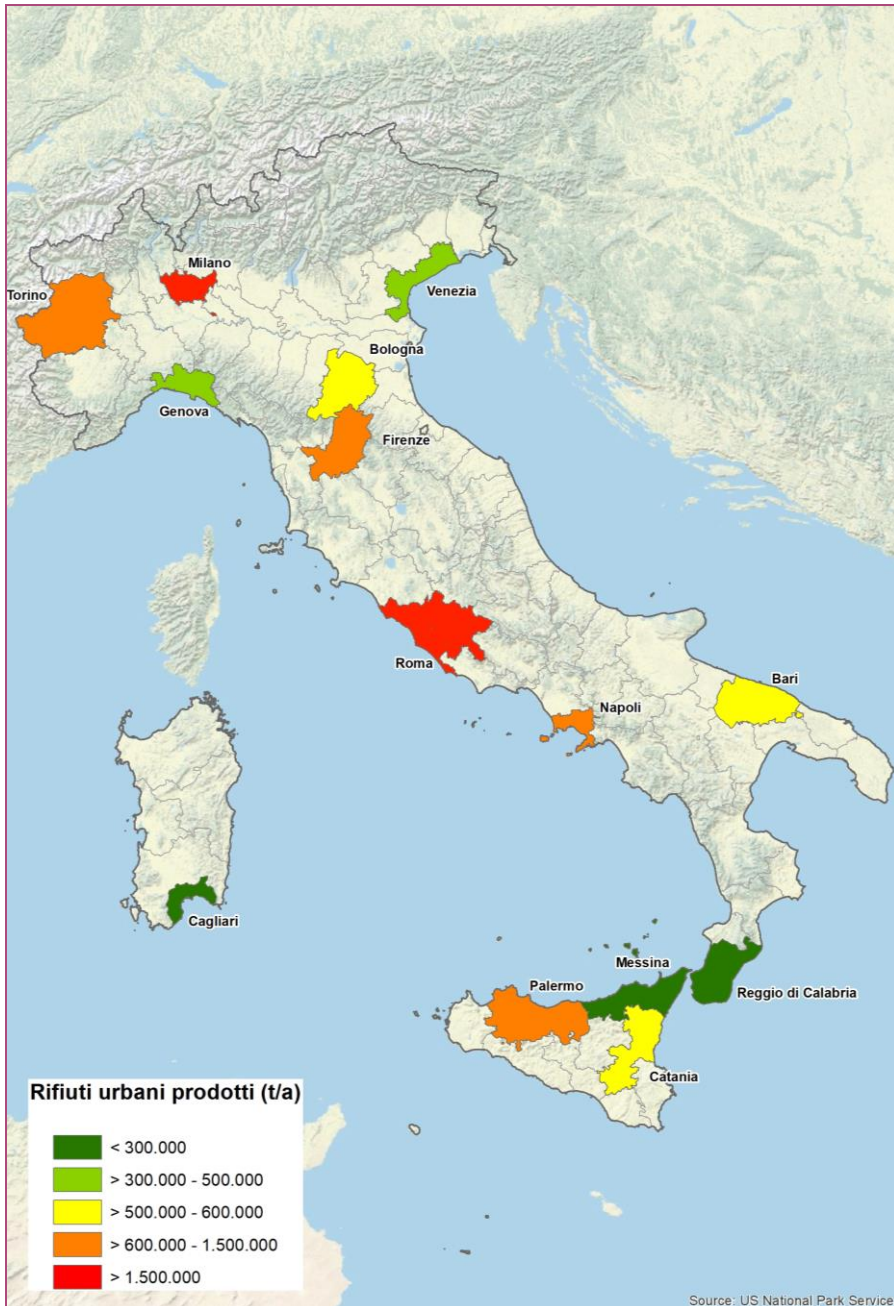 Milano
Torino
Venezia
Bologna
Genova
Firenze
Roma
Bari
Napoli
Cagliari
Messina
Palermo
Reggio di Calabria
Catania
Rifiuti urbani prodotti (t/a)
< 300.000
> 300.000 - 500.000
> 500.000 - 600.000
> 600.000 - 1.500.000
> 1.500.000
Source: US National Park Service